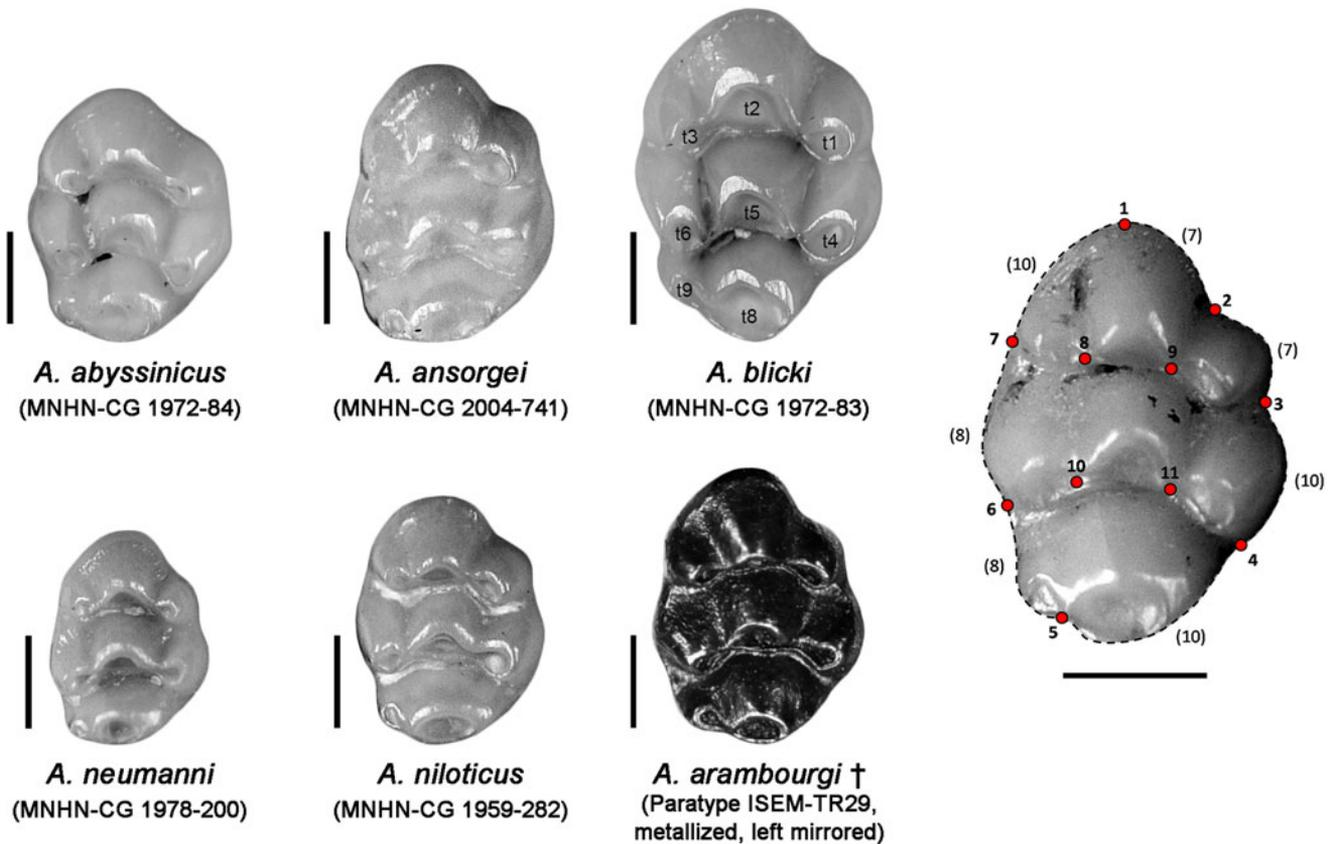 t2
t3
t1
t5
t6
t4
t9
t8
A. abyssinicus
(MNHN-CG 1972-84)
A. ansorgei
(MNHN-CG 2004-741)
A. blicki
(MNHN-CG 1972-83)
A. neumanni
(MNHN-CG 1978-200)
A. niloticus
(MNHN-CG 1959-282)
A. arambourgi †
(Paratype ISEM-TR29,
metallized, left mirrored)
1
(7)
(10)
2
7
8
9
(7)
3
(8)
10
11
(10)
6
4
(8)
5
(10)